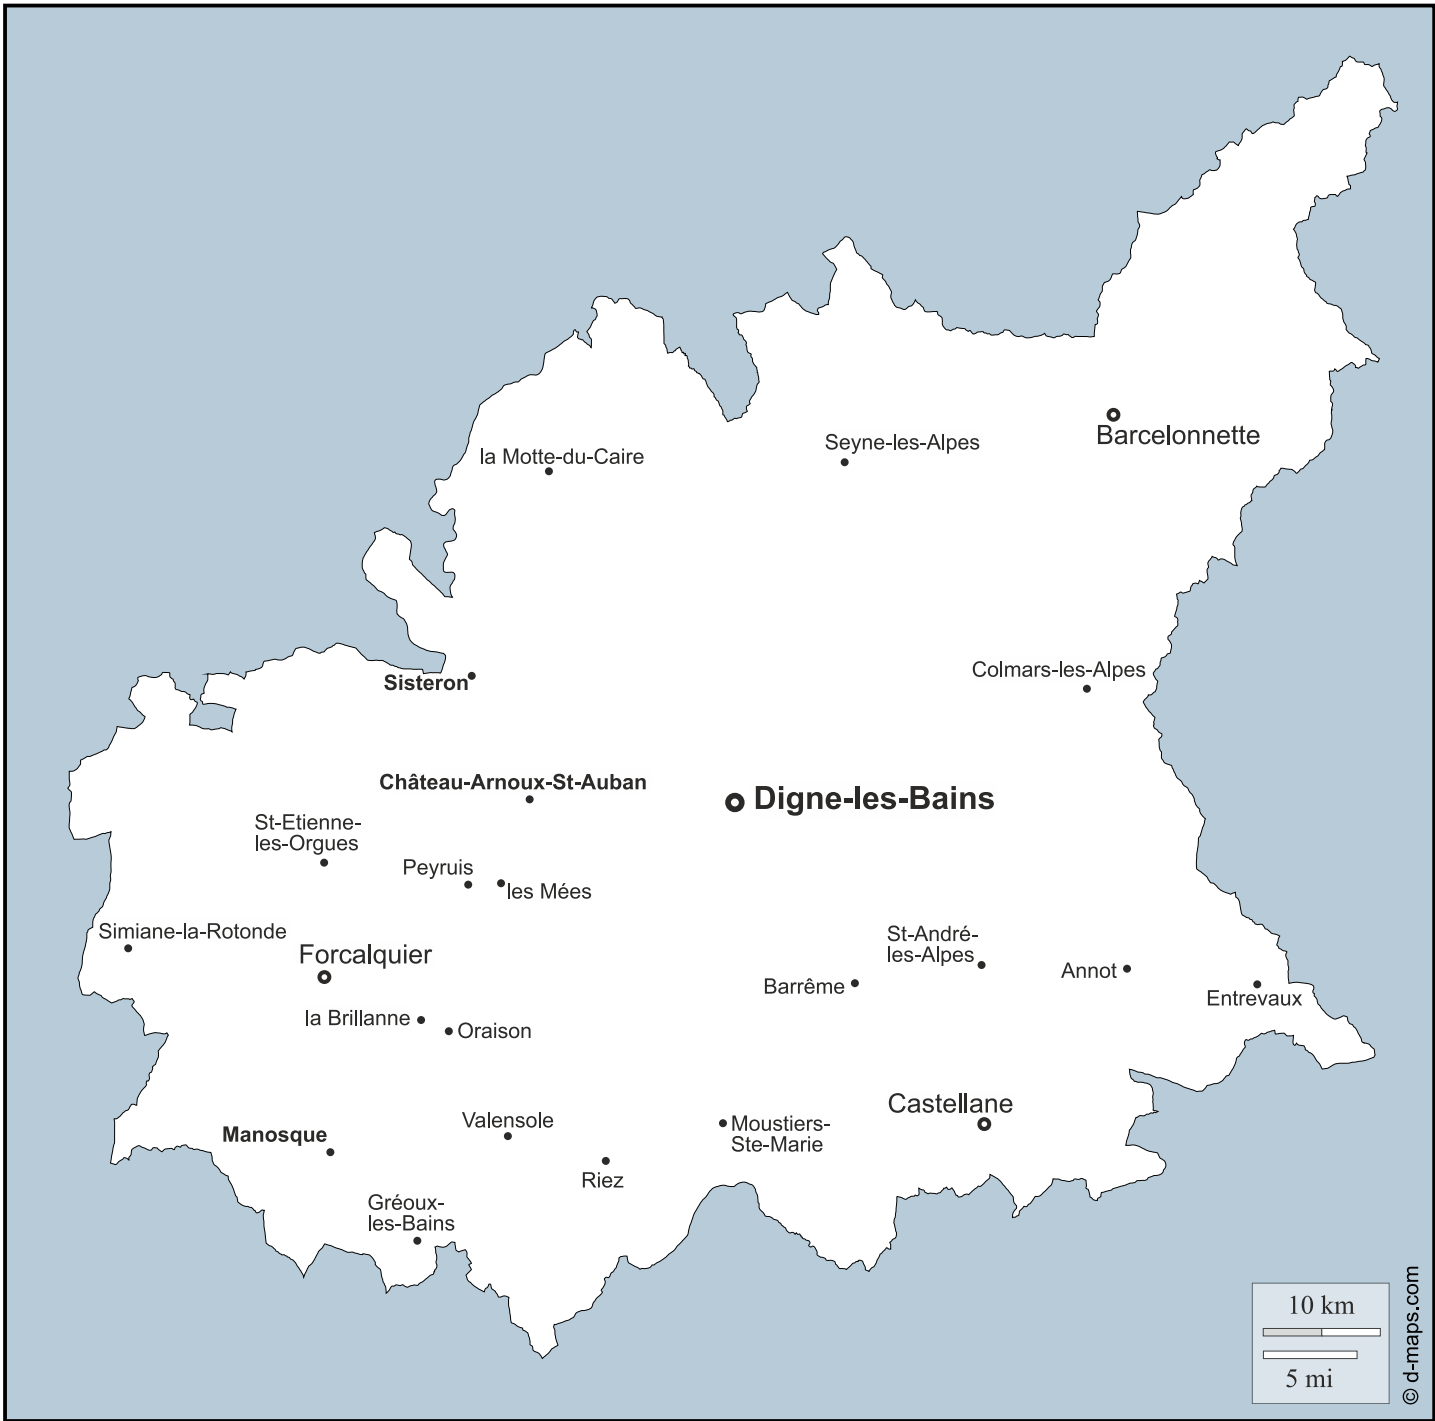 Seyne-les-Alpes
Barcelonnette
la Motte-du-Caire
Colmars-les-Alpes
Sisteron
Château-Arnoux-St-Auban
Digne-les-Bains
St-Etienne-
les-Orgues
Peyruis
les Mées
Simiane-la-Rotonde
Forcalquier
St-André-
les-Alpes
Annot
Barrême
Entrevaux
la Brillanne
Oraison
Castellane
Valensole
Moustiers-
Ste-Marie
Manosque
Riez
Gréoux-
les-Bains
10 km
5 mi
© d-maps.com